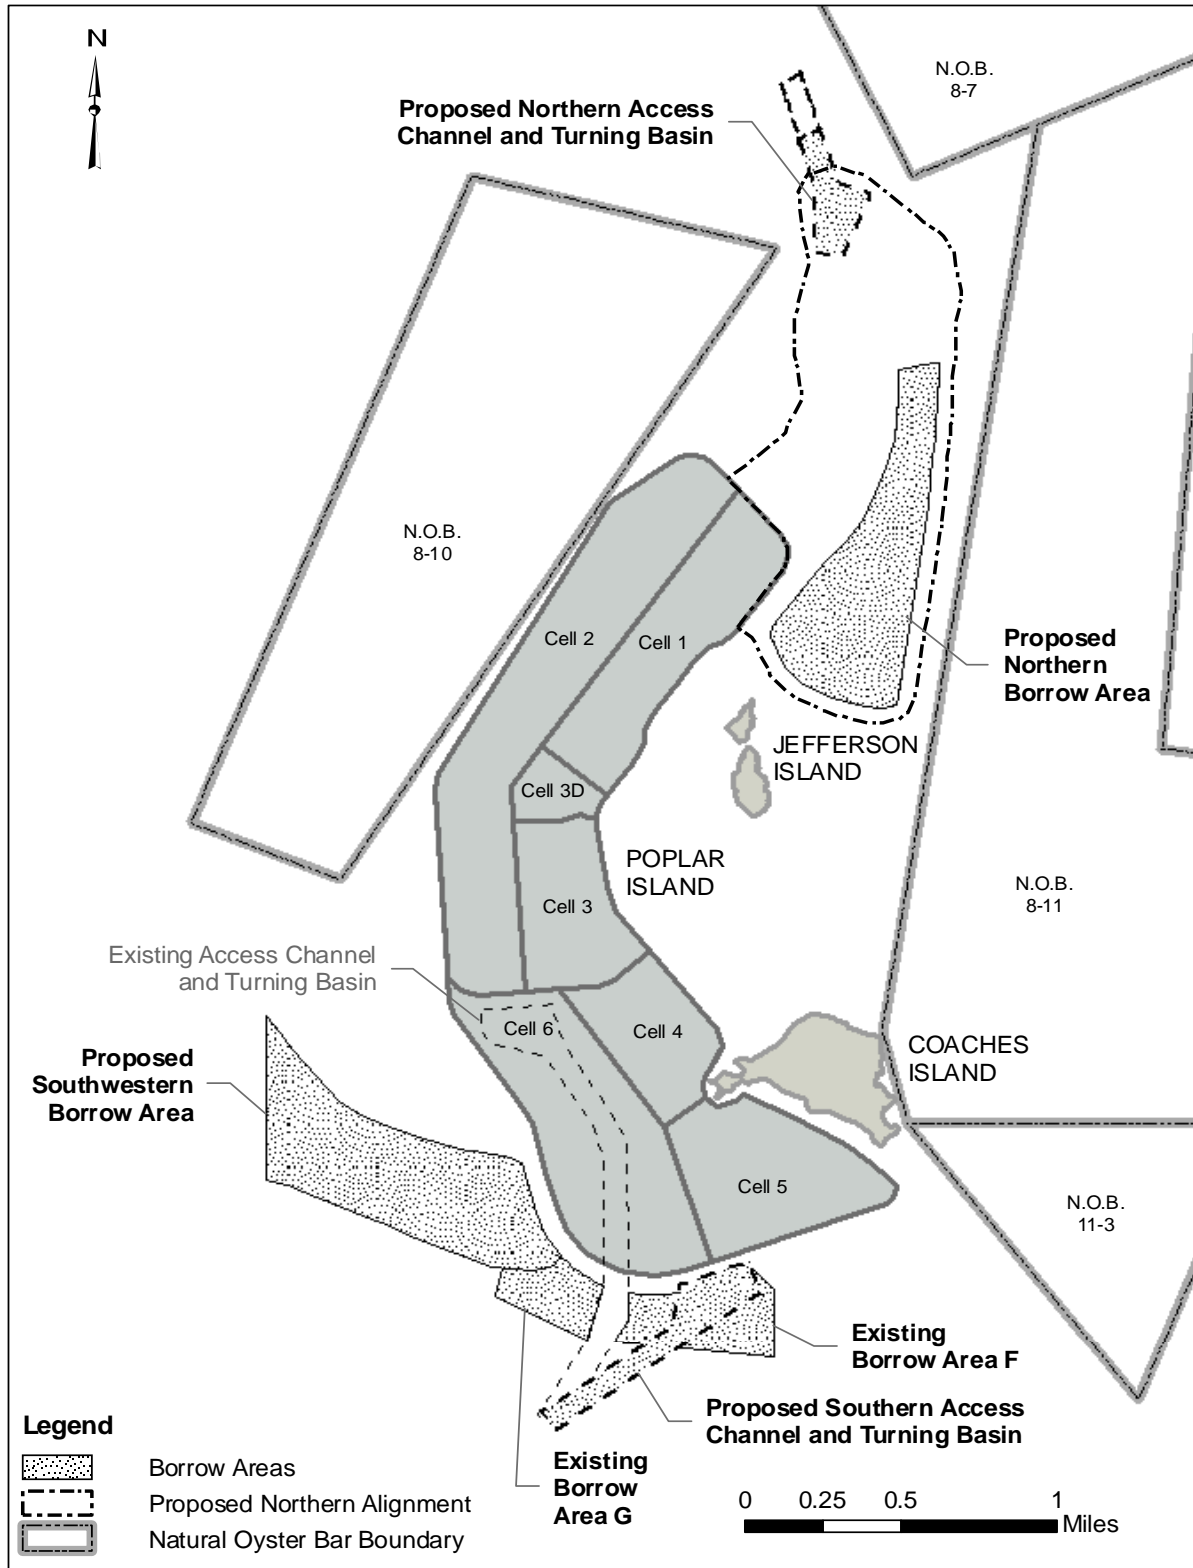 N
N.O.B.
8-7
Proposed Northern Access
Channel and Turning Basin
N.O.B.
8-10
Cell 2
Cell 1
Proposed
Northern
Borrow Area
JEFFERSON
ISLAND
Cell 3D
POPLAR
ISLAND
Cell 3
N.O.B.
8-11
Existing Access Channel
and Turning Basin
Cell 6
Cell 4
COACHES
ISLAND
Proposed
Southwestern
Borrow Area
Cell 5
N.O.B.
11-3
Existing
Borrow Area F
Proposed Southern Access
Channel and Turning Basin
Existing
Borrow
Area G
Legend
Borrow Areas
Proposed Northern Alignment
Natural Oyster Bar Boundary
0 0.25 0.5 1
Miles